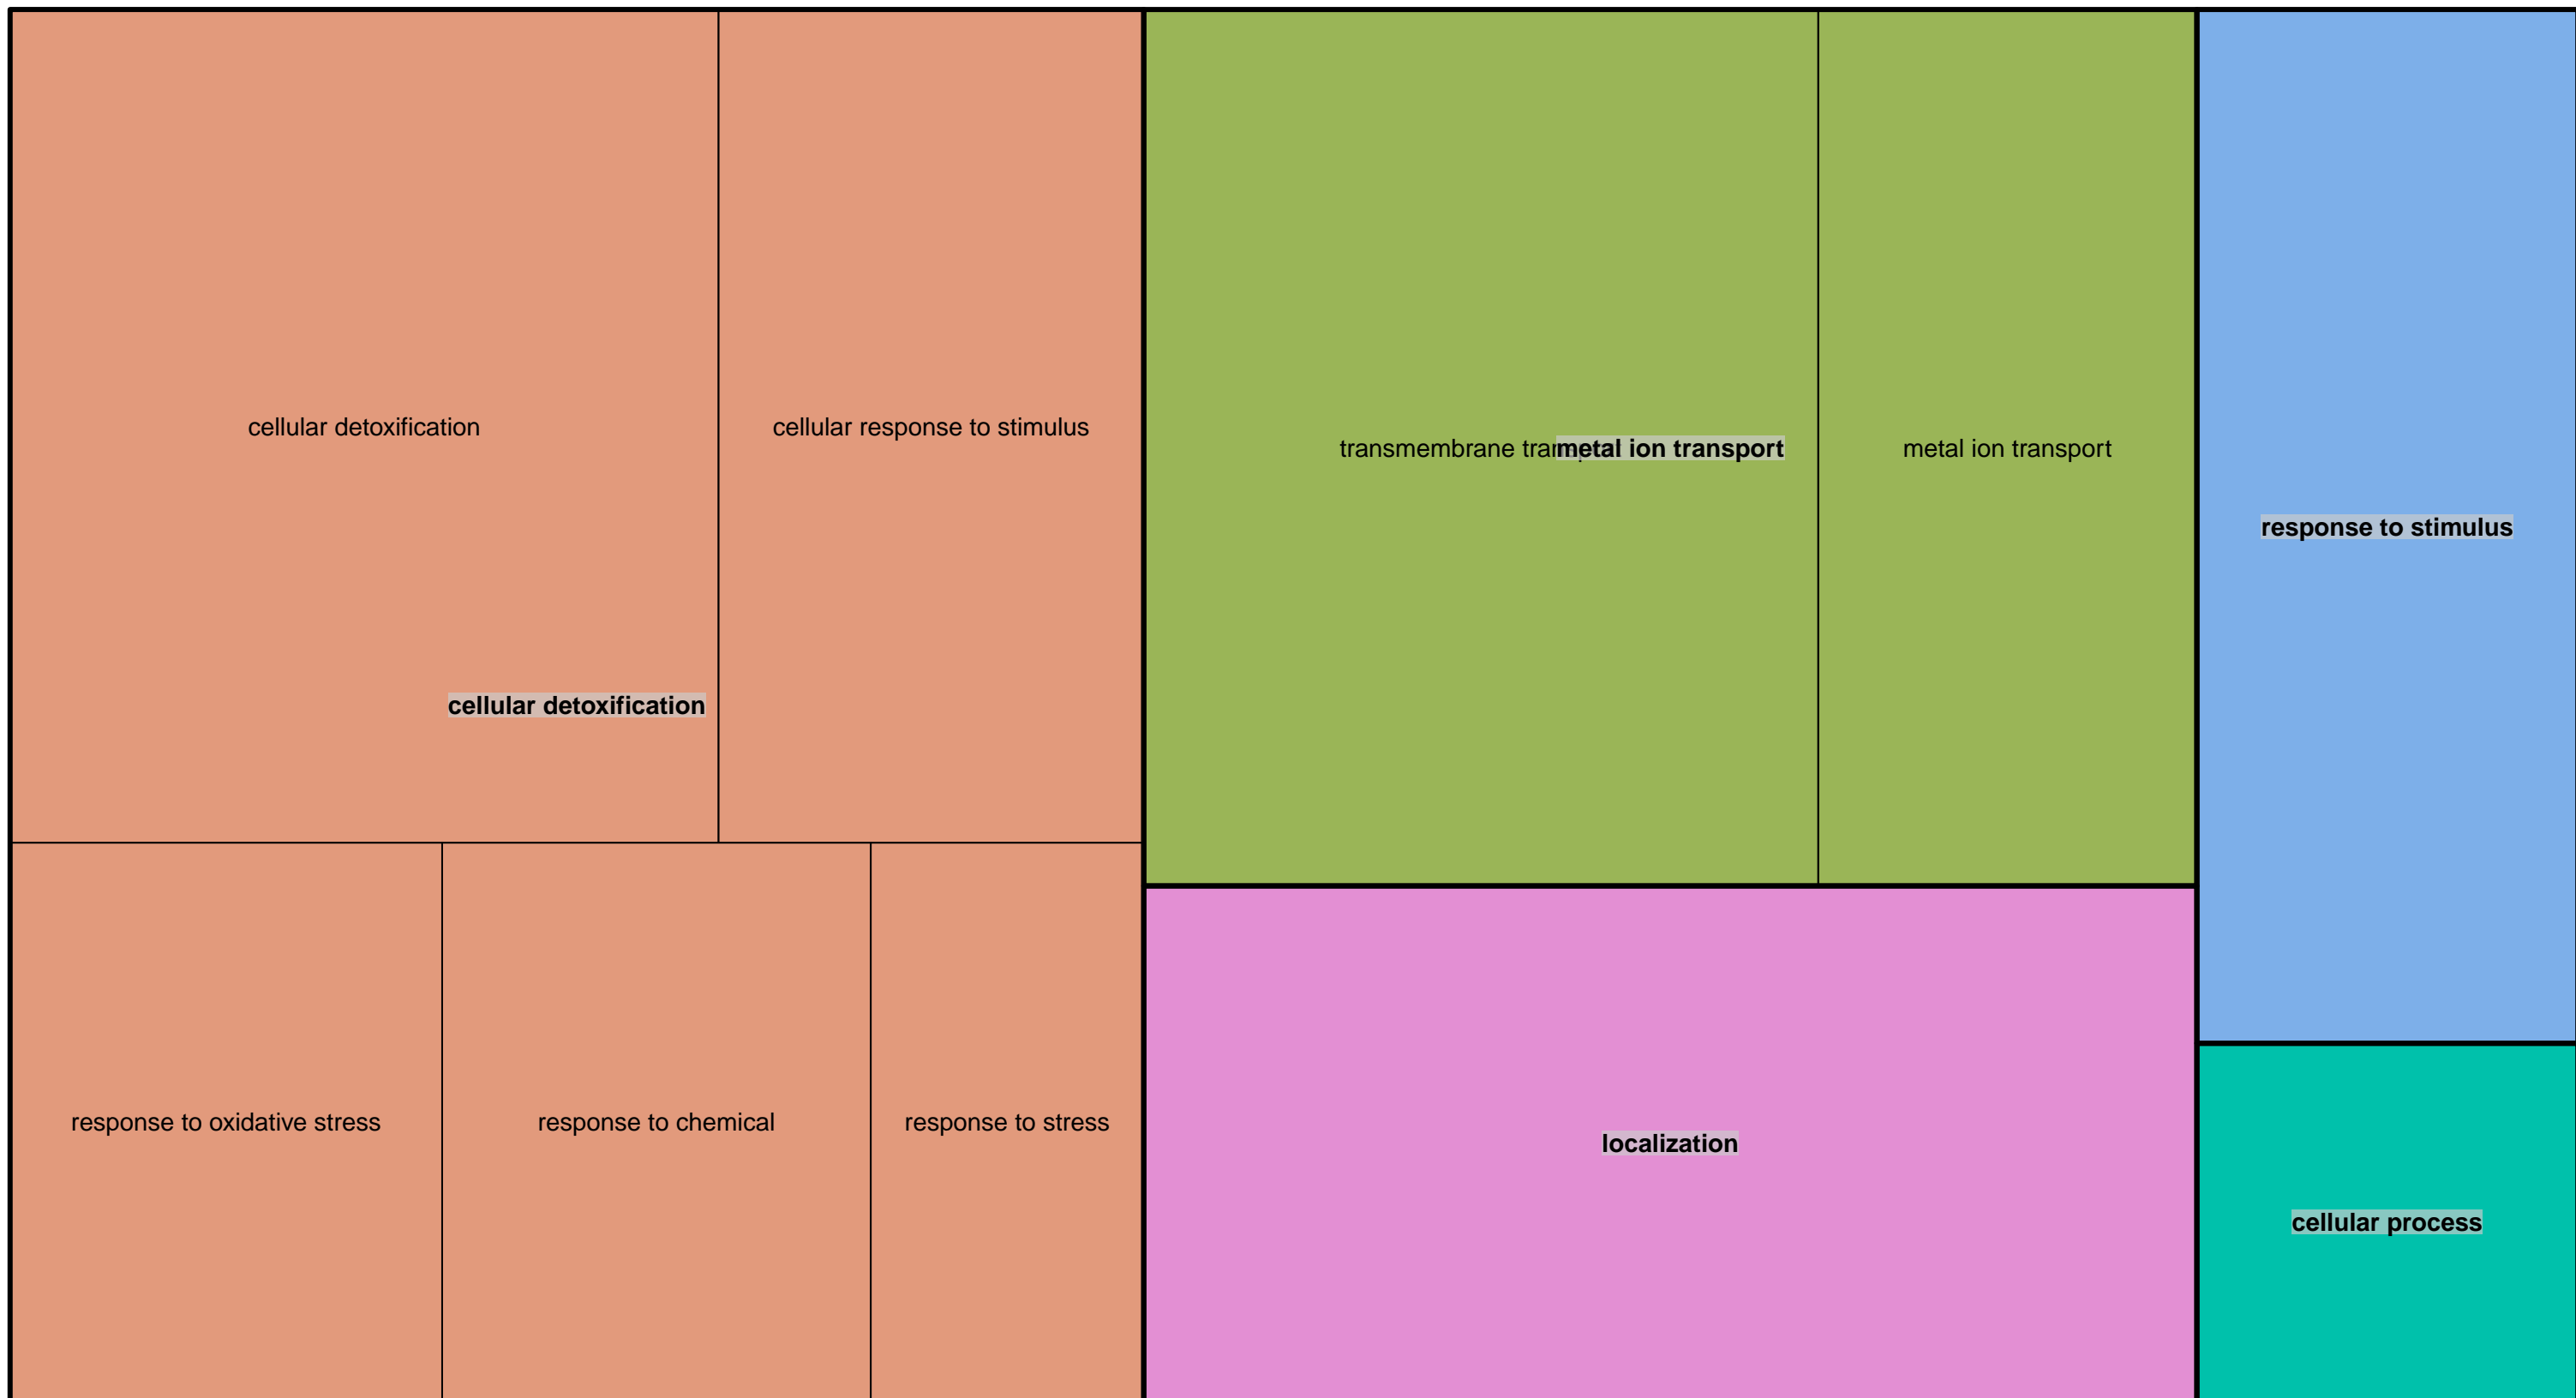 cellular detoxification
cellular response to stimulus
cellular detoxification
response to oxidative stress
response to chemical
response to stress
transmembrane
metal ion transport
metal ion transport
localization
response to stimulus
cellular process